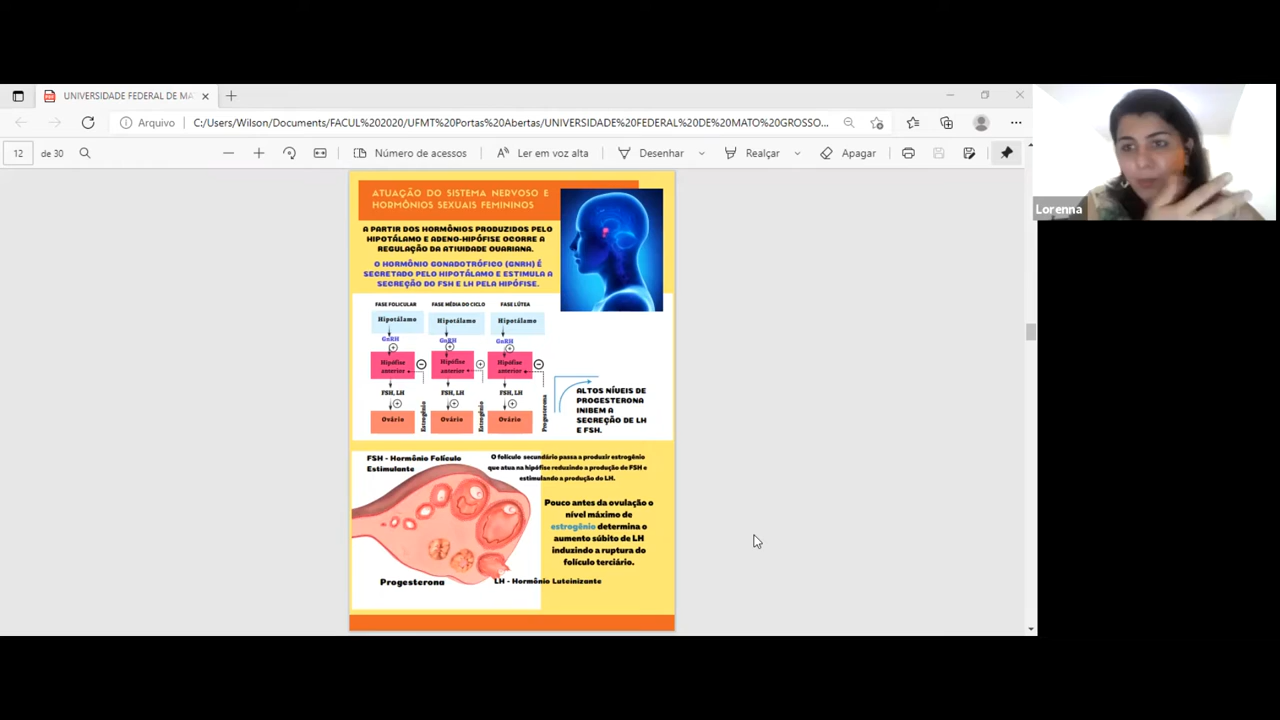 UNIVERSIDADE FEDERAL DE MA
Arquivo
C:/Users/Wilson/Documents/FACUL%202020/UFMT%20Portas%20Abertas/UNIVERSIDADE%20FEDERAL%20DE%20MATO%20GROSSO...
12
de 30
Número de acessos
Ler em voz alta
Desenhar
Realçar
Apagar
Lorenna
ATUAÇÃO DO SISTEMA NERVOSO E
HORMÔNIOS SEXUAIS FEMININOS
A PARTIR DOS HORMÔNIOS PRODUZIDOS PELO
HIPOTÁLAMO E ADENO-HIPÓFISE OCORRE A
REGULAÇÃO DA ATIVIDADE OVARIANA.
O HORMÔNIO GONADOTRÓFICO (GNRH) É
SECRETADO PELO HIPOTÁLAMO E ESTIMULA A
SECREÇÃO DO FSH E LH PELA HIPÓFISE.
FASE FOLICULAR
FASE MÉDIA DO CICLO
FASE LÚTEA
Hipotálamo
Hipotálamo
Hipotálamo
GnRH
GnRH
GnRH
Hipófise
anterior
Hipófise
anterior
Hipófise
anterior
FSH, LH
FSH, LH
FSH, LH
Ovário
Ovário
Ovário
Estrogênio
Estrogênio
Progesterona
ALTOS NÍVEIS DE
PROGESTERONA
INIBEM A
SECREÇÃO DE LH
E FSH.
FSH - Hormônio Folículo
Estimulante
O folículo secundário passa a produzir estrogênio
que atua na hipófise reduzindo a produção de FSH e
estimulando a produção do LH.
Pouco antes da ovulação o
nível máximo de
estrogênio determina o
aumento súbito de LH
induzindo a ruptura do
folículo terciário.
Progesterona
LH - Hormônio Luteinizante